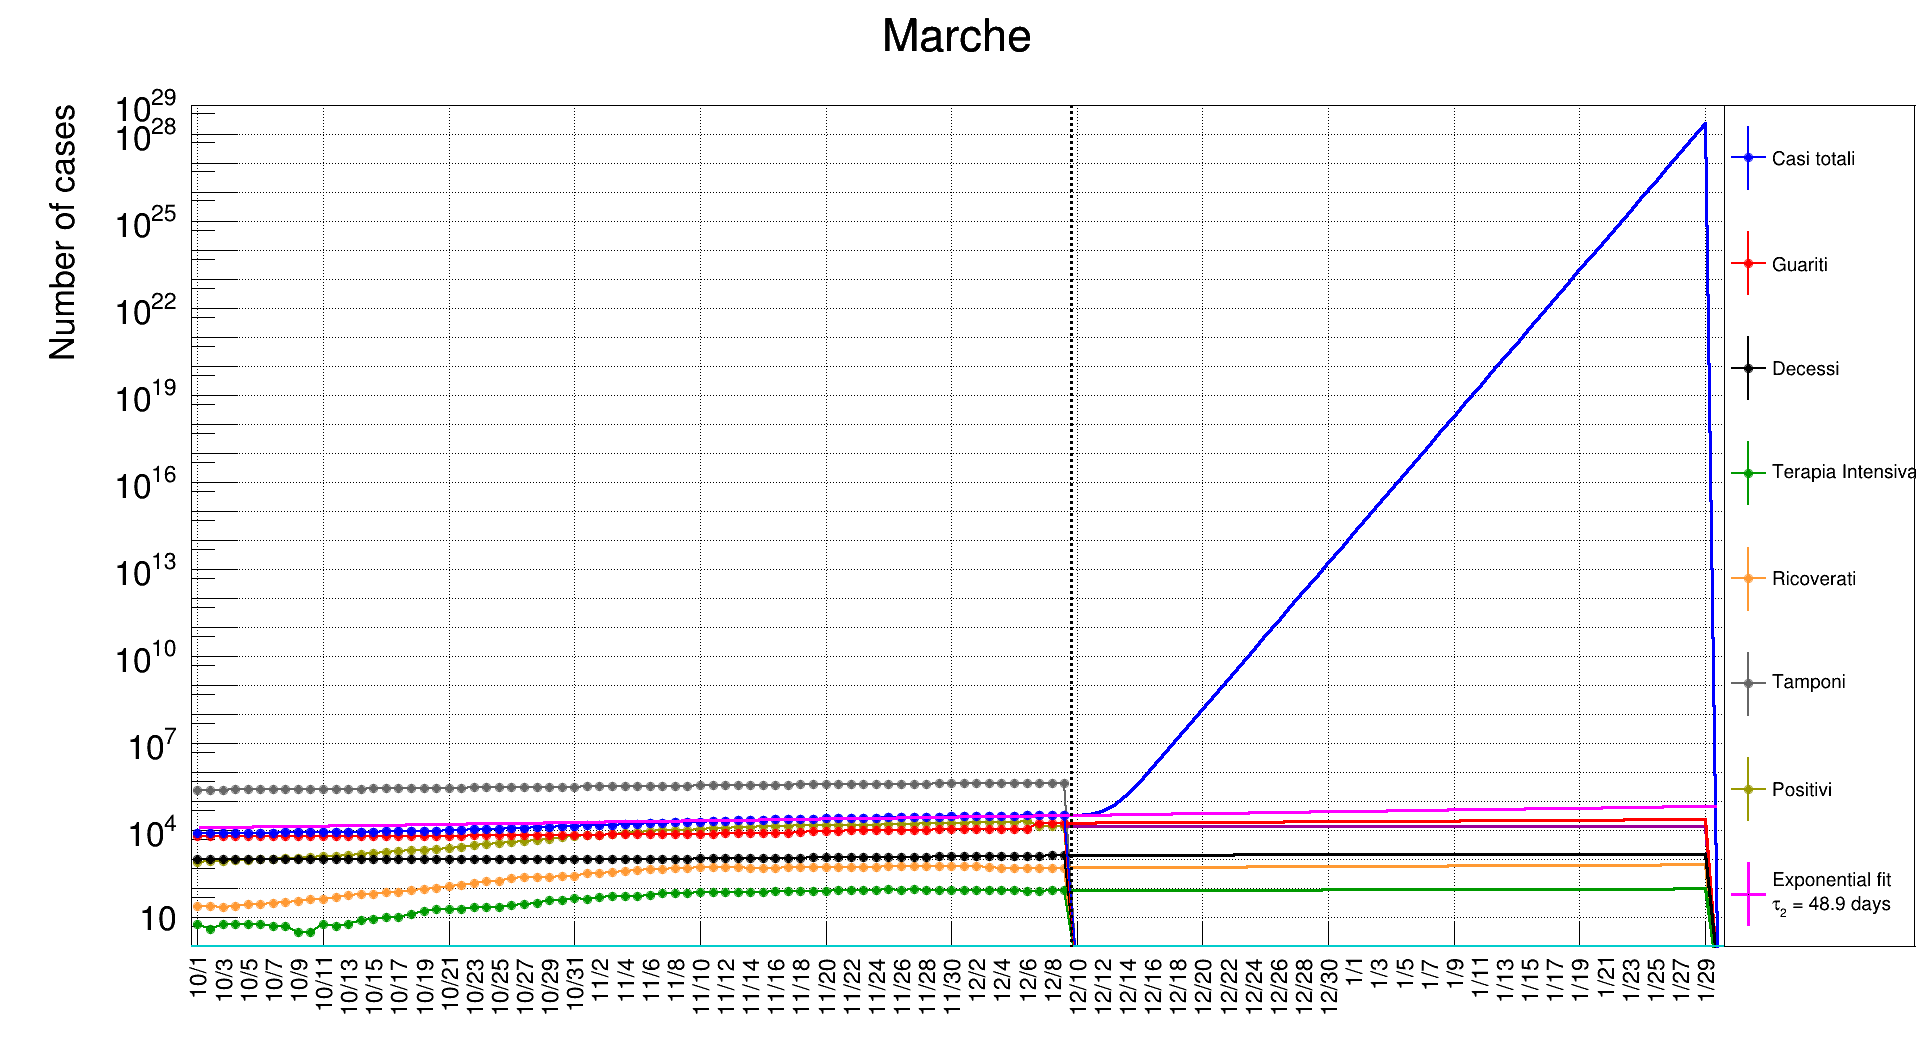 Marche
Number of cases
10^29
10^28
10^25
10^22
10^19
10^16
10^13
10^10
10^7
10^4
10
10/1 10/3 10/5 10/7 10/9 10/11 10/13 10/15 10/17 10/19 10/21 10/23 10/25 10/27 10/29 10/31 11/2 11/4 11/6 11/8 11/10 11/12 11/14 11/16 11/18 11/20 11/22 11/24 11/26 11/28 11/30 12/2 12/4 12/6 12/8 12/10 12/12 12/14 12/16 12/18 12/20 12/22 12/24 12/26 12/28 12/30 1/1 1/3 1/5 1/7 1/9 1/11 1/13 1/15 1/17 1/19 1/21 1/23 1/25 1/27 1/29
Casi totali
Guariti
Decessi
Terapia Intensiva
Ricoverati
Tamponi
Positivi
Exponential fit
τ2 = 48.9 days